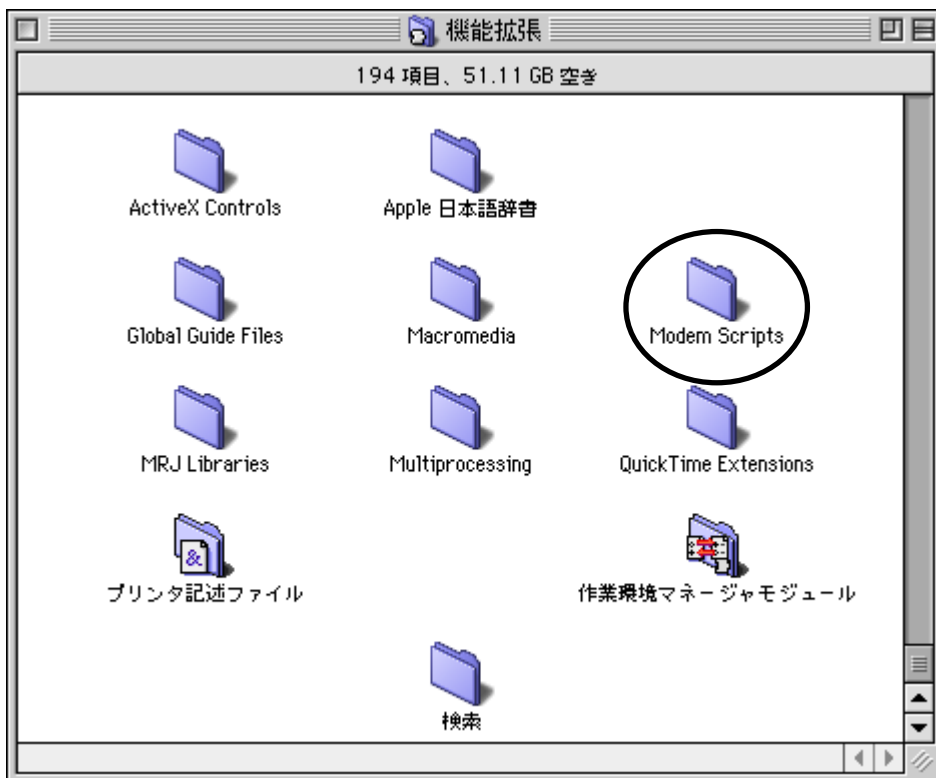 機能拡張
194 項目、51.11 GB 空き
ActiveX Controls
Apple 日本語辞書
Global Guide Files
Macromedia
Modem Scripts
MRJ Libraries
Multiprocessing
QuickTime Extensions
プリンタ記述ファイル
作業環境マネージャモジュール
検索